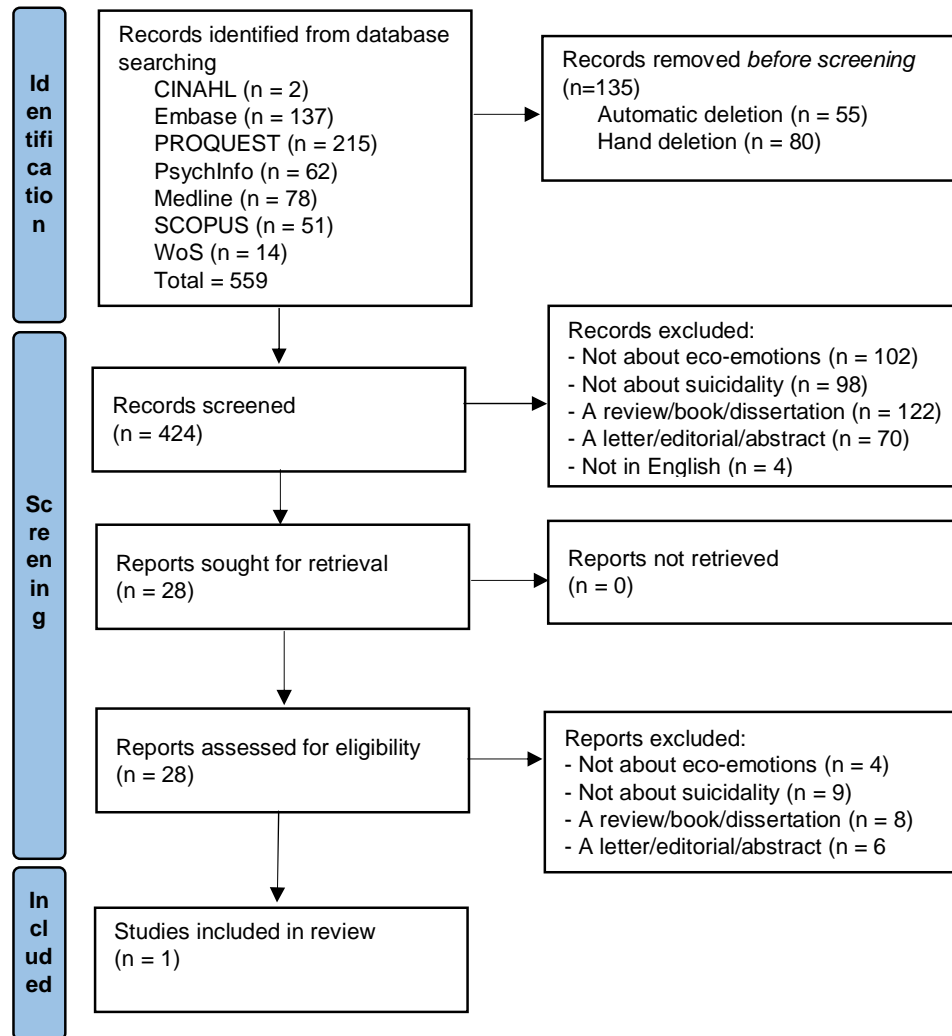 Id
en
tifi
ca
tio
n
Records identified from database
searching
CINAHL (n = 2)
Embase (n = 137)
PROQUEST (n = 215)
PsychInfo (n = 62)
Medline (n = 78)
SCOPUS (n = 51)
WoS (n = 14)
Total = 559
Records removed before screening
(n=135)
Automatic deletion (n = 55)
Hand deletion (n = 80)
Sc
re
en
in
g
Records screened
(n = 424)
Records excluded:
- Not about eco-emotions (n = 102)
- Not about suicidality (n = 98)
- A review/book/dissertation (n = 122)
- A letter/editorial/abstract (n = 70)
- Not in English (n = 4)
Reports sought for retrieval
(n = 28)
Reports not retrieved
(n = 0)
Reports assessed for eligibility
(n = 28)
Reports excluded:
- Not about eco-emotions (n = 4)
- Not about suicidality (n = 9)
- A review/book/dissertation (n = 8)
- A letter/editorial/abstract (n = 6
In
cl
ud
ed
Studies included in review
(n = 1)